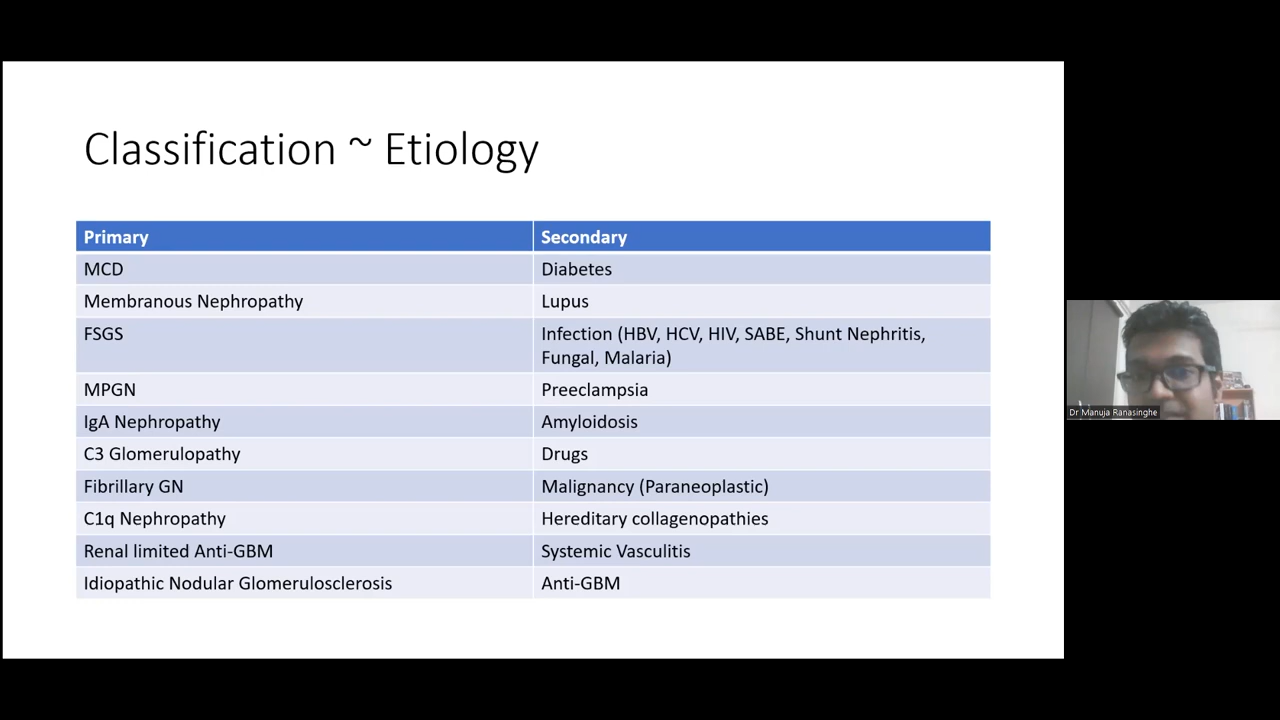 Classification ~ Etiology
Primary Secondary
MCD Diabetes
Membranous Nephropathy Lupus
FSGS Infection (HBV, HCV, HIV, SABE, Shunt Nephritis,
Fungal, Malaria)
MPGN Preeclampsia
IgA Nephropathy Amyloidosis
C3 Glomerulopathy Drugs
Fibrillary GN Malignancy (Paraneoplastic)
C1q Nephropathy Hereditary collagenopathies
Renal limited Anti-GBM Systemic Vasculitis
Idiopathic Nodular Glomerulosclerosis Anti-GBM
Dr Manuja Ranasinghe